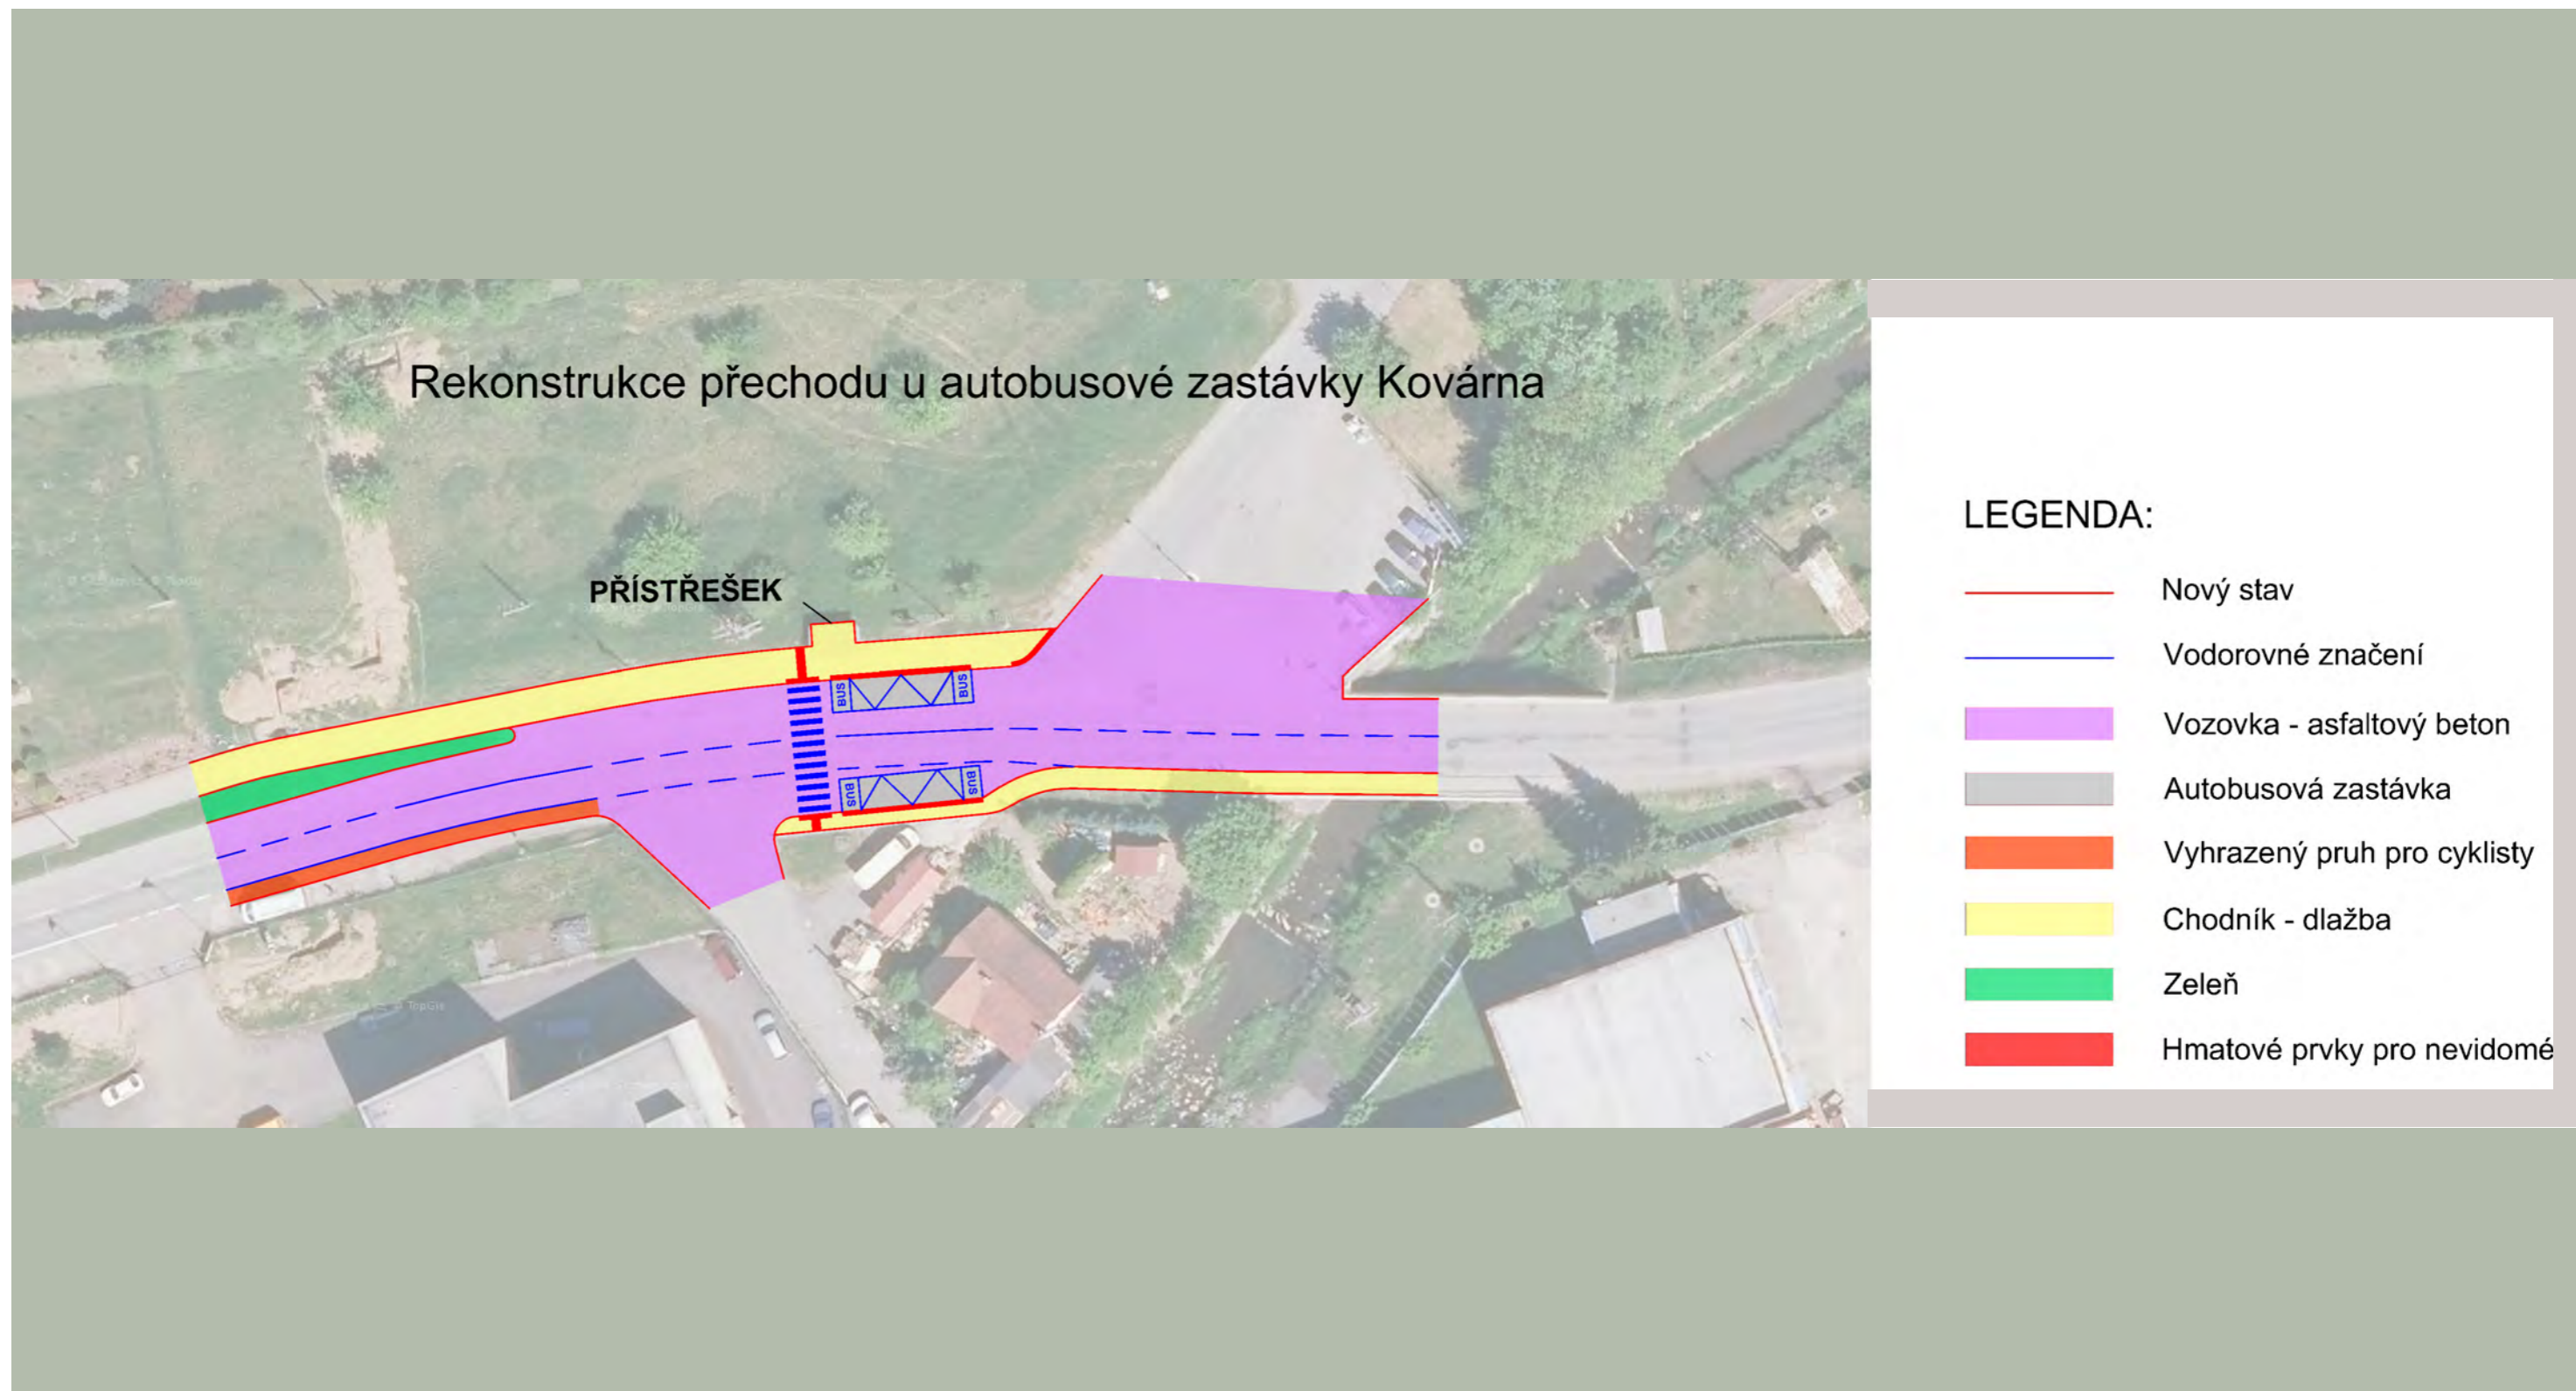 Rekonstrukce přechodu u autobusové zastávky Kovárna
PŘÍSTŘEŠEK
BUS
BUS
BUS
BUS
LEGENDA:
Nový stav
Vodorovné značení
Vozovka - asfaltový beton
Autobusová zastávka
Vyhrazený pruh pro cyklisty
Chodník - dlažba
Zeleň
Hmatové prvky pro nevidomé
TopGis